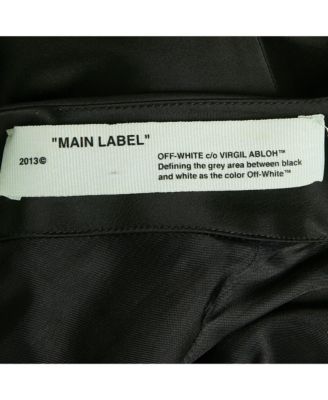 "MAIN LABEL"
2013©
OFF-WHITE c/o VIRGIL ABLOH™
Defining the grey area between black
and white as the color Off-White™